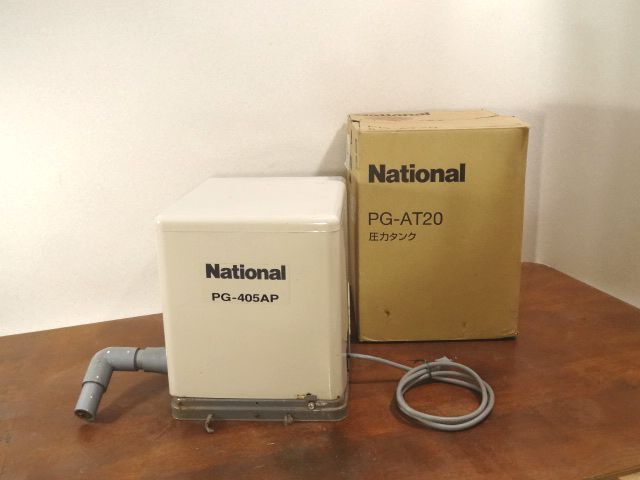 National
PG-405AP
National
PG-AT20
圧力タンク